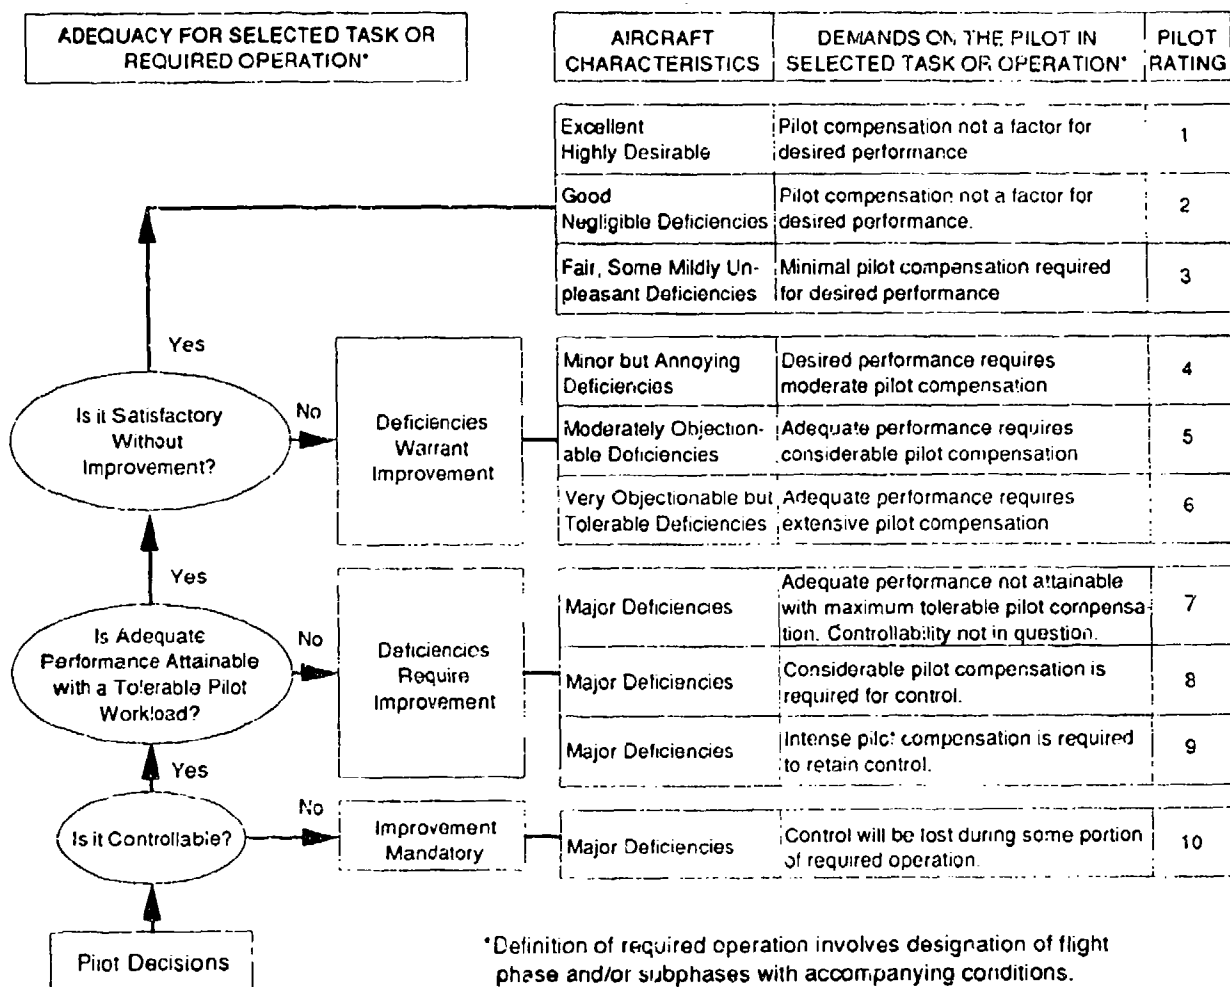 ADEQUACY FOR SELECTED TASK OR
REQUIRED OPERATION*
AIRCRAFT
CHARACTERISTICS
DEMANDS ON THE PILOT IN
SELECTED TASK OR OPERATION*
PILOT
RATING
Excellent
Highly Desirable
Pilot compensation not a factor for
desired performance
1
Good
Negligible Deficiencies
Pilot compensation not a factor for
desired performance.
2
Fair, Some Mildly Un-
pleasant Deficiencies
Minimal pilot compensation required
for desired performance
3
Yes
Is it Satisfactory
Without
Improvement?
No
Deficiencies
Warrant
Improvement
Minor but Annoying
Deficiencies
Desired performance requires
moderate pilot compensation
4
Moderately Objection-
able Deficiencies
Adequate performance requires
considerable pilot compensation
5
Very Objectionable but
Tolerable Deficiencies
Adequate performance requires
extensive pilot compensation
6
Yes
Is Adequate
Performance Attainable
with a Tolerable Pilot
Workload?
No
Deficiencies
Require
Improvement
Major Deficiencies
Adequate performance not attainable
with maximum tolerable pilot compensa-
tion. Controllability not in question.
7
Major Deficiencies
Considerable pilot compensation is
required for control.
8
Major Deficiencies
Intense pilot compensation is required
to retain control.
9
Yes
Is it Controllable?
No
Improvement
Mandatory
Major Deficiencies
Control will be lost during some portion
of required operation.
10
Pilot Decisions
*Definition of required operation involves designation of flight
phase and/or subphases with accompanying conditions.